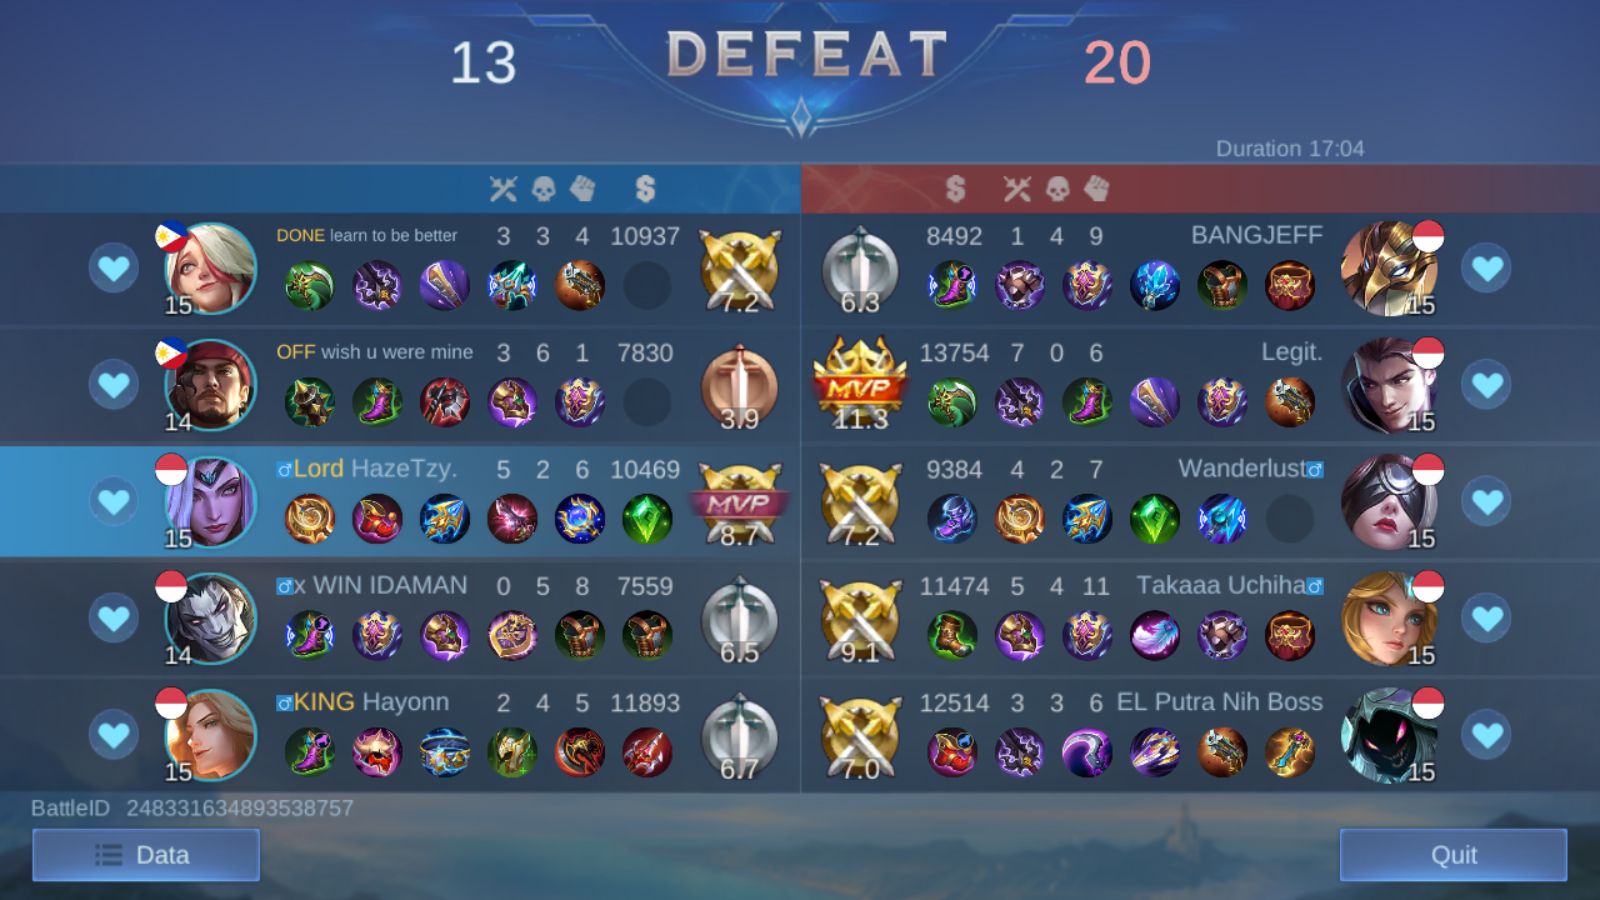 13 DEFEAT 20
Duration 17:04
DONE learn to be better 3 3 4 10937
15 7.2
8492 1 4 9 BANGJEFF
6.3 15
OFF wish u were mine 3 6 1 7830
14 3.9
13754 7 0 6 Legit.
MVP
11.3 15
♂Lord HazeTzy. 5 2 6 10469
MVP
15 8.7
9384 4 2 7 Wanderlust♂
7.2 15
♂x WIN IDAMAN 0 5 8 7559
14 6.5
11474 5 4 11 Takaaa Uchiha♂
9.1 15
♂KING Hayonn 2 4 5 11893
15 6.7
12514 3 3 6 EL Putra Nih Boss
7.0 15
BattleID 248331634893538757
Data
Quit